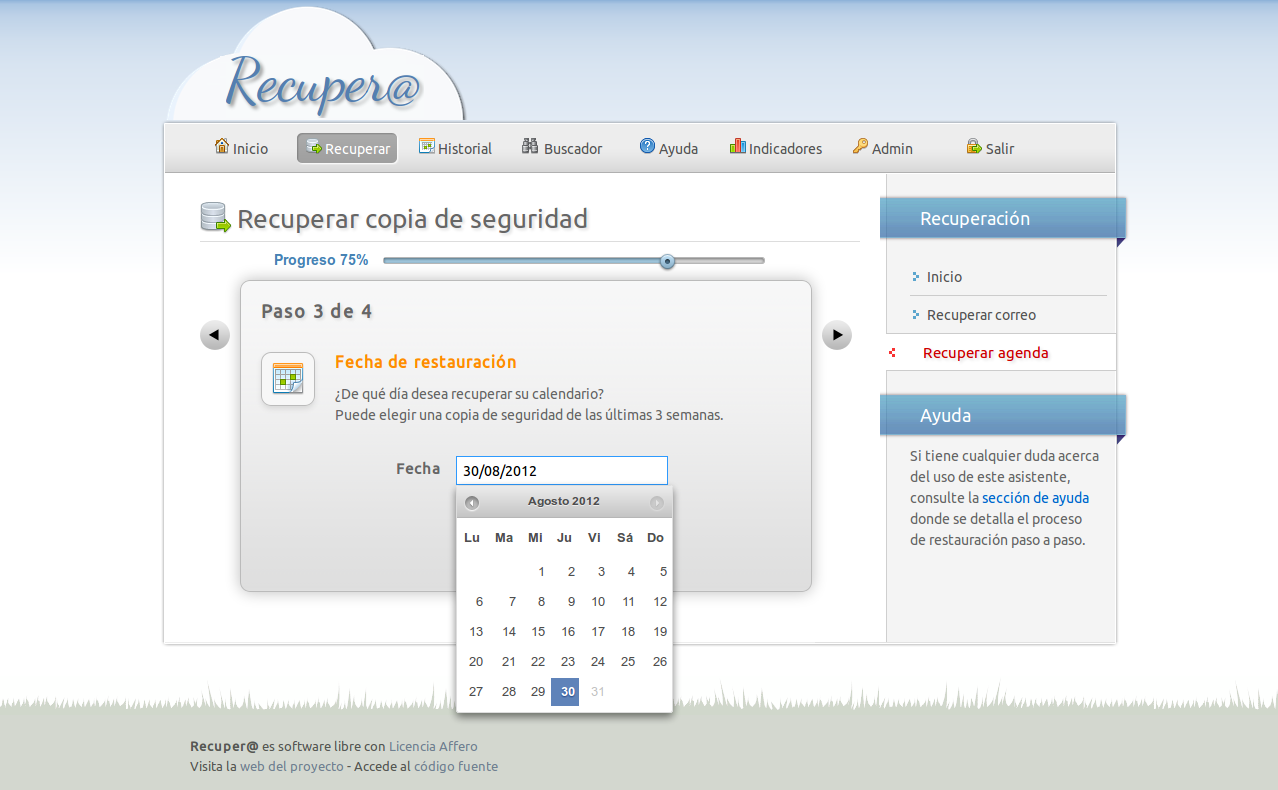 Recuper@
Inicio Recuperar Historial Buscador Ayuda Indicadores Admin Salir
Recuperar copia de seguridad
Progreso 75%
Paso 3 de 4
Fecha de restauración
¿De qué día desea recuperar su calendario?
Puede elegir una copia de seguridad de las últimas 3 semanas.
Fecha 30/08/2012
Agosto 2012
Lu Ma Mi Ju Vi Sá Do
1 2 3 4 5
6 7 8 9 10 11 12
13 14 15 16 17 18 19
20 21 22 23 24 25 26
27 28 29 30 31
Recuperación
Inicio
Recuperar correo
Recuperar agenda
Ayuda
Si tiene cualquier duda acerca
del uso de este asistente,
consulte la sección de ayuda
donde se detalla el proceso
de restauración paso a paso.
Recuper@ es software libre con Licencia Affero
Visita la web del proyecto - Accede al código fuente